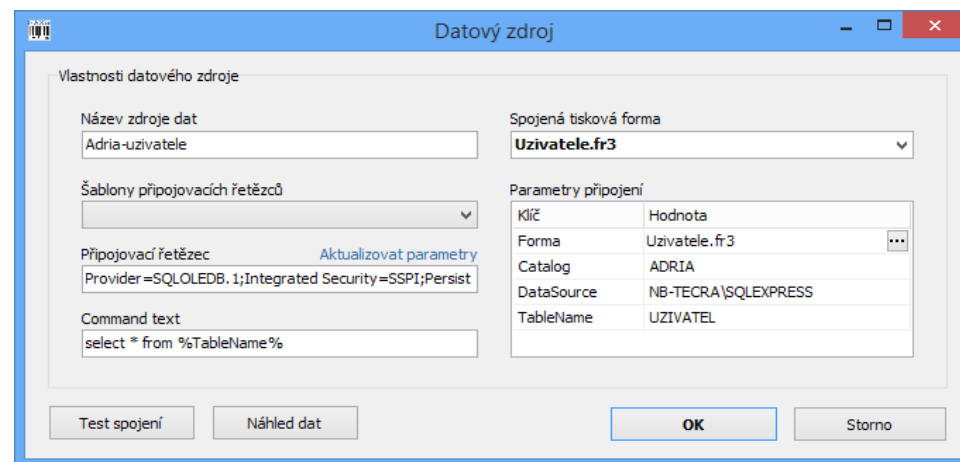 Datový zdroj
Vlastnosti datového zdroje
Název zdroje dat
Adria-uzivatele
Šablony připojovacích řetězců
Připojovací řetězec Aktualizovat parametry
Provider=SQLOLEDB.1;Integrated Security=SSPI;Persist
Command text
select * from %TableName%
Spojená tisková forma
Uzivatele.fr3
Parametry připojení
Klíč Hodnota
Forma Uzivatele.fr3 ...
Catalog ADRIA
DataSource NB-TECRA\SQLEXPRESS
TableName UZIVATEL
Test spojení Náhled dat OK Storno